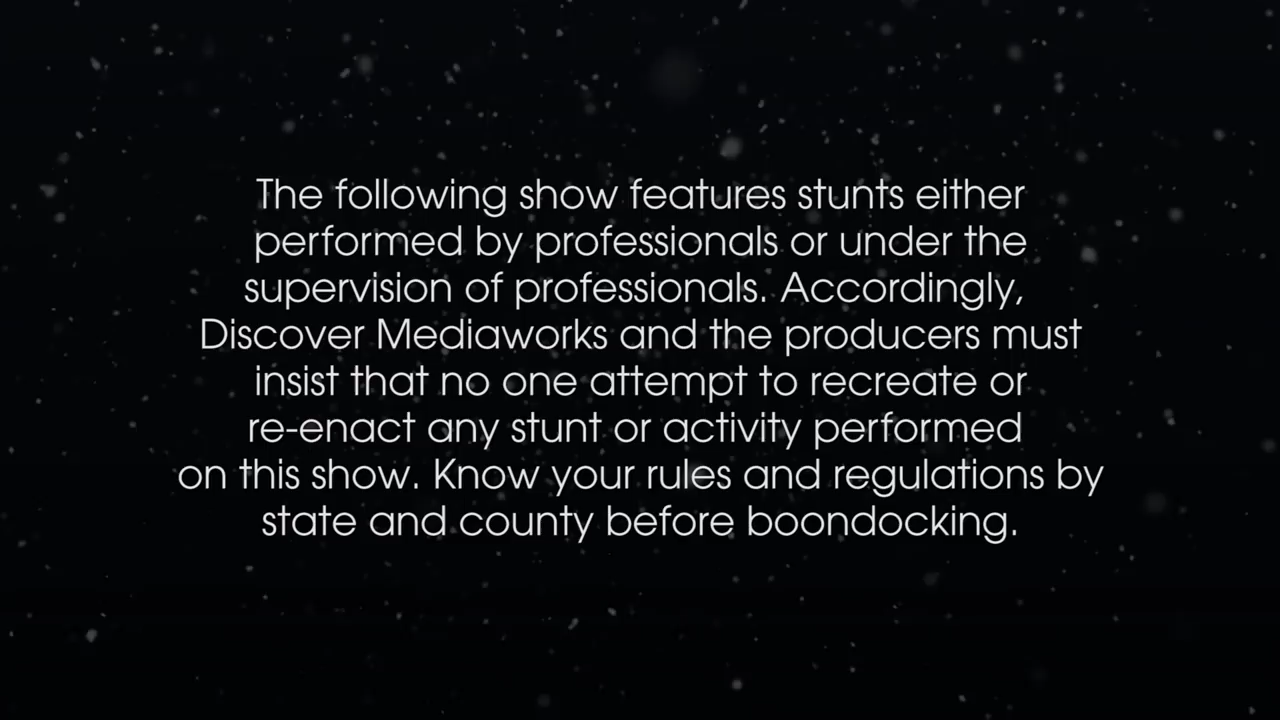 The following show features stunts either
performed by professionals or under the
supervision of professionals. Accordingly,
Discover Mediaworks and the producers must
insist that no one attempt to recreate or
re-enact any stunt or activity performed
on this show. Know your rules and regulations by
state and county before boondocking.